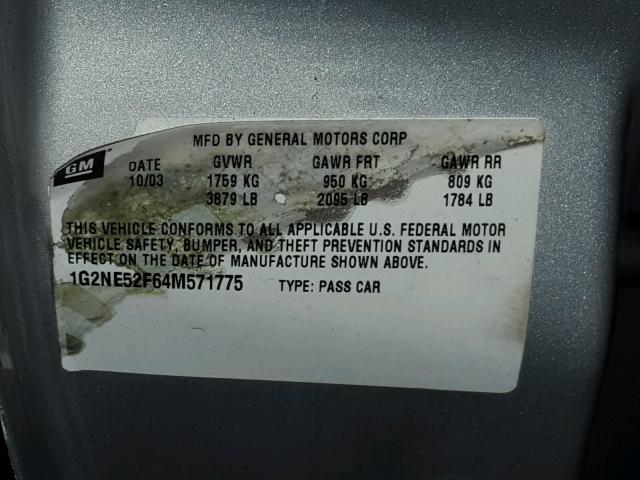 MFD BY GENERAL MOTORS CORP
GM
DATE GVWR GAWR FRT GAWR RR
10/03 1759 KG 950 KG 809 KG
3879 LB 2095 LB 1784 LB
THIS VEHICLE CONFORMS TO ALL APPLICABLE U.S. FEDERAL MOTOR
VEHICLE SAFETY, BUMPER, AND THEFT PREVENTION STANDARDS IN
EFFECT ON THE DATE OF MANUFACTURE SHOWN ABOVE.
1G2NE52F64M571775 TYPE: PASS CAR